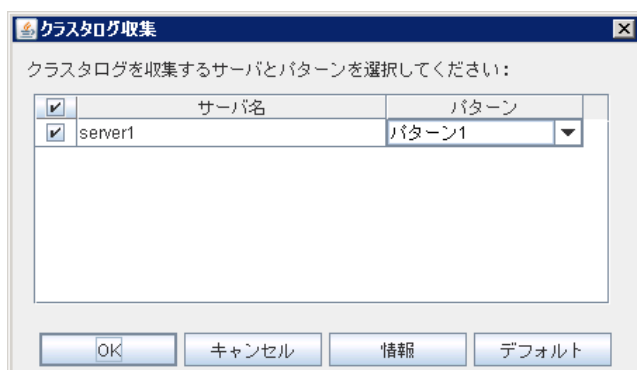 クラスタログ収集
クラスタログを収集するサーバとパターンを選択してください:
サーバ名 パターン
server1 パターン1
OK キャンセル 情報 デフォルト